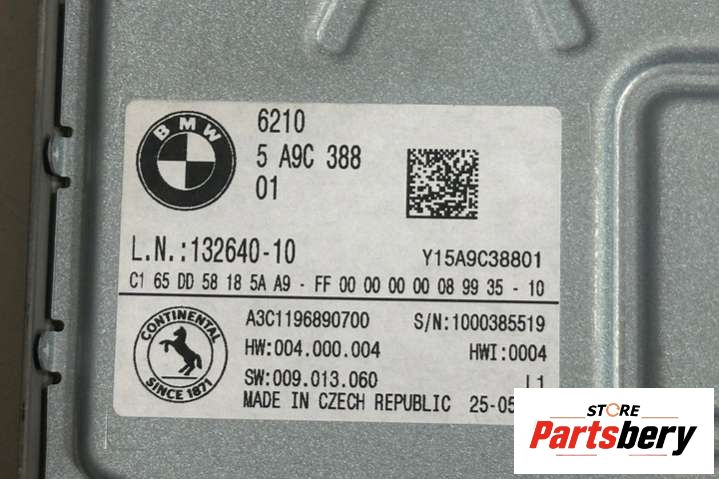 BMW
6210
5 A9C 388
01
L.N.:132640-10
Y15A9C38801
C1 65 DD 58 18 5A A9 - FF 00 00 00 00 08 99 35 - 10
CONTINENTAL
SINCE 1871
A3C1196890700 S/N:1000385519
HW:004.000.004 HWI:0004
SW:009.013.060 L1
MADE IN CZECH REPUBLIC 25-05
STORE
Partsbery